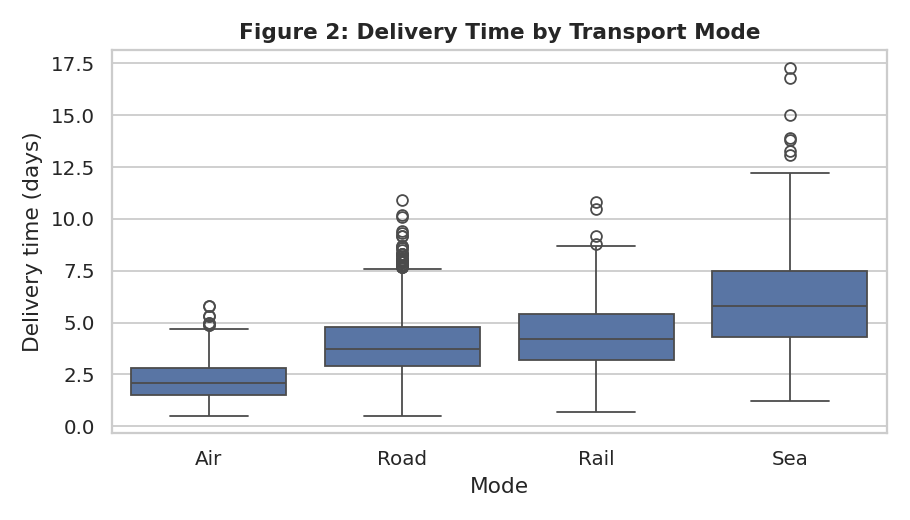 Figure 2: Delivery Time by Transport Mode
Delivery time (days)
17.5
15.0
12.5
10.0
7.5
5.0
2.5
0.0
Air Road Rail Sea
Mode